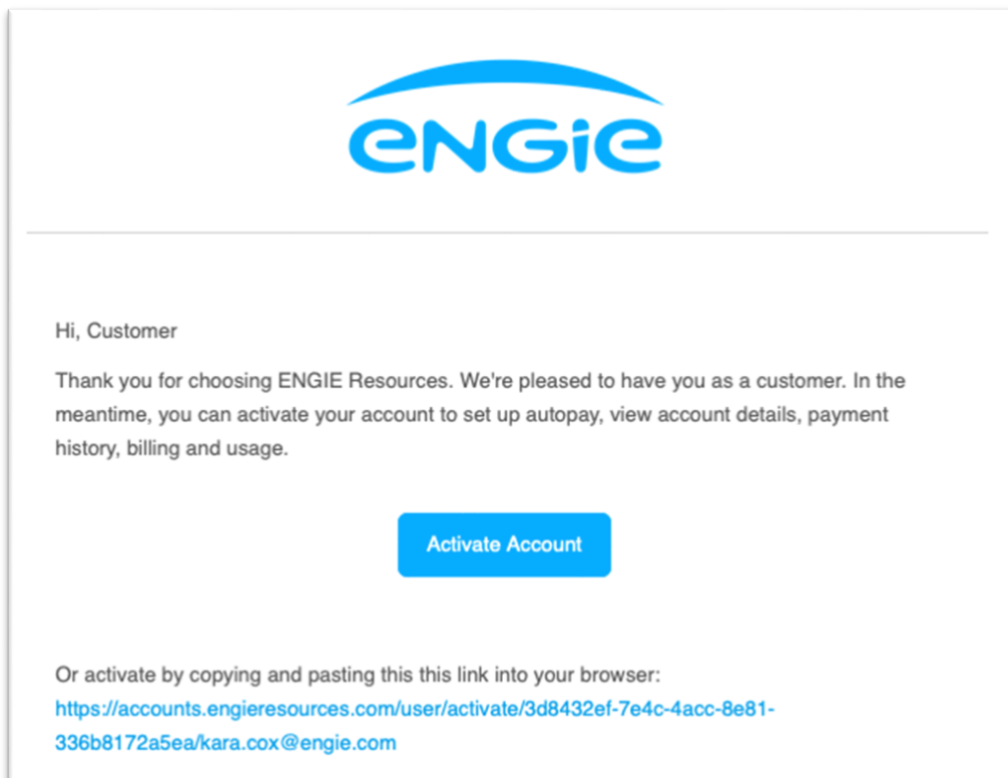 eNGie
Hi, Customer
Thank you for choosing ENGIE Resources. We're pleased to have you as a customer. In the
meantime, you can activate your account to set up autopay, view account details, payment
history, billing and usage.
Activate Account
Or activate by copying and pasting this this link into your browser:
https://accounts.engieresources.com/user/activate/3d8432ef-7e4c-4acc-8e81-
336b8172a5ea/kara.cox@engie.com